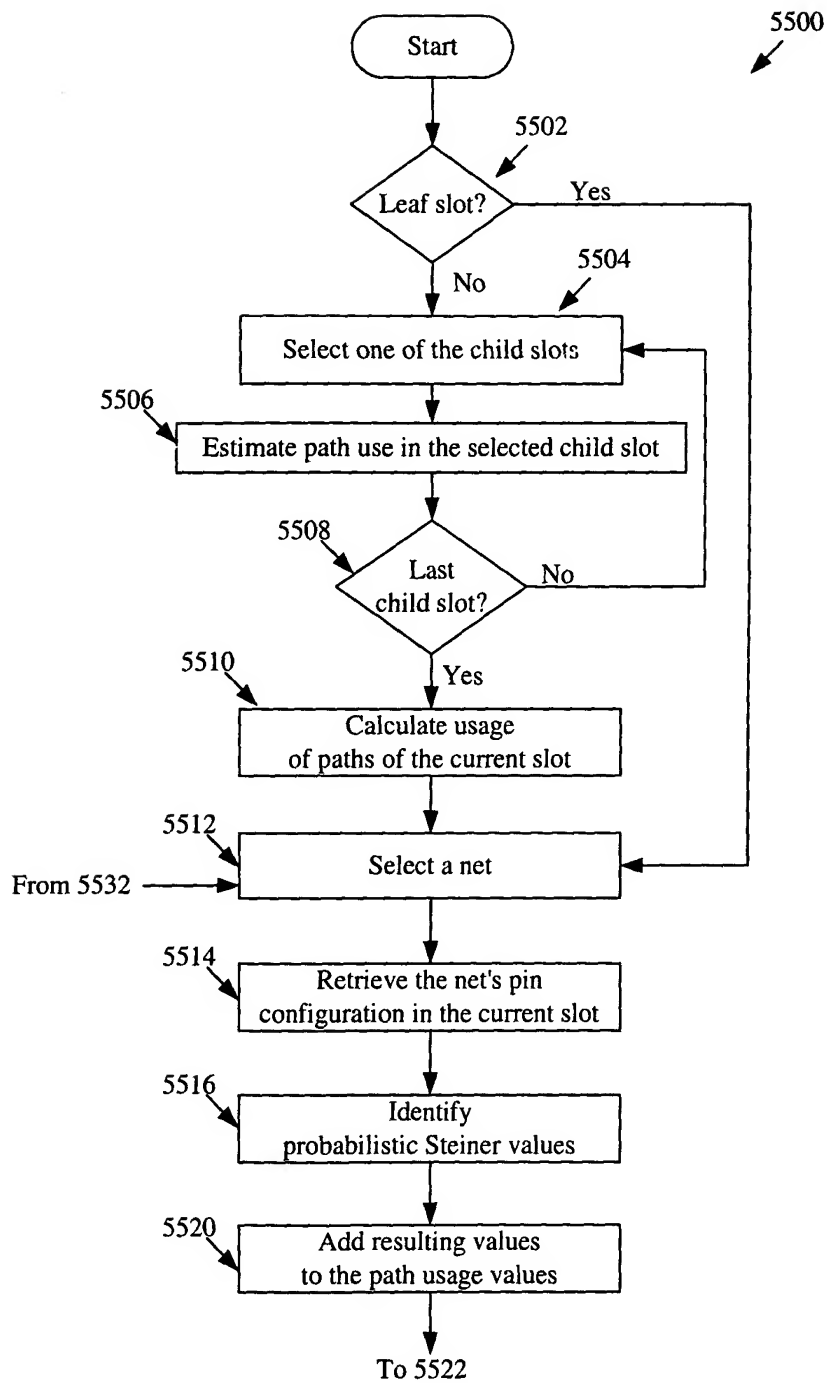 5500
Start
5502
Leaf slot?
Yes
No
5504
Select one of the child slots
5506
Estimate path use in the selected child slot
5508
Last
child slot?
No
Yes
5510
Calculate usage
of paths of the current slot
5512
Select a net
From 5532
5514
Retrieve the net's pin
configuration in the current slot
5516
Identify
probabilistic Steiner values
5520
Add resulting values
to the path usage values
To 5522